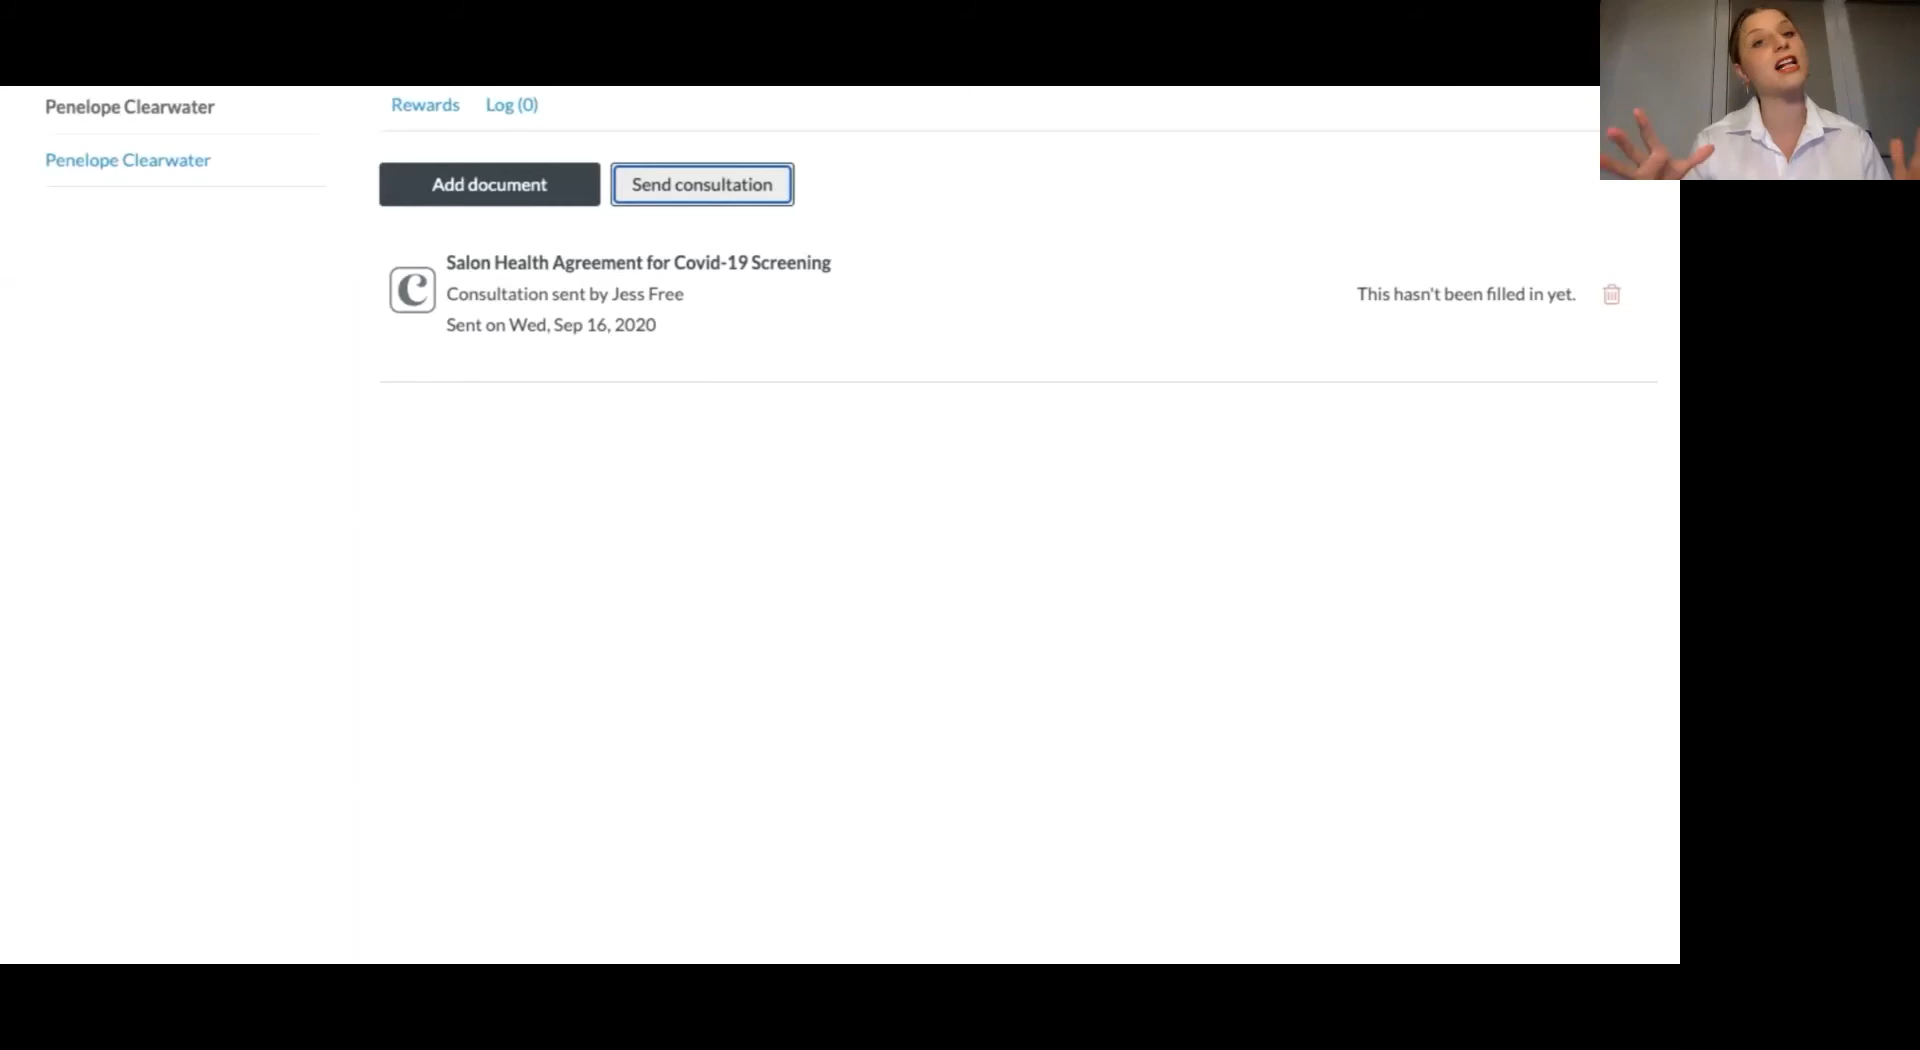 Penelope Clearwater
Penelope Clearwater
Rewards Log (0)
Add document
Send consultation
C
Salon Health Agreement for Covid-19 Screening
Consultation sent by Jess Free
Sent on Wed, Sep 16, 2020
This hasn't been filled in yet.